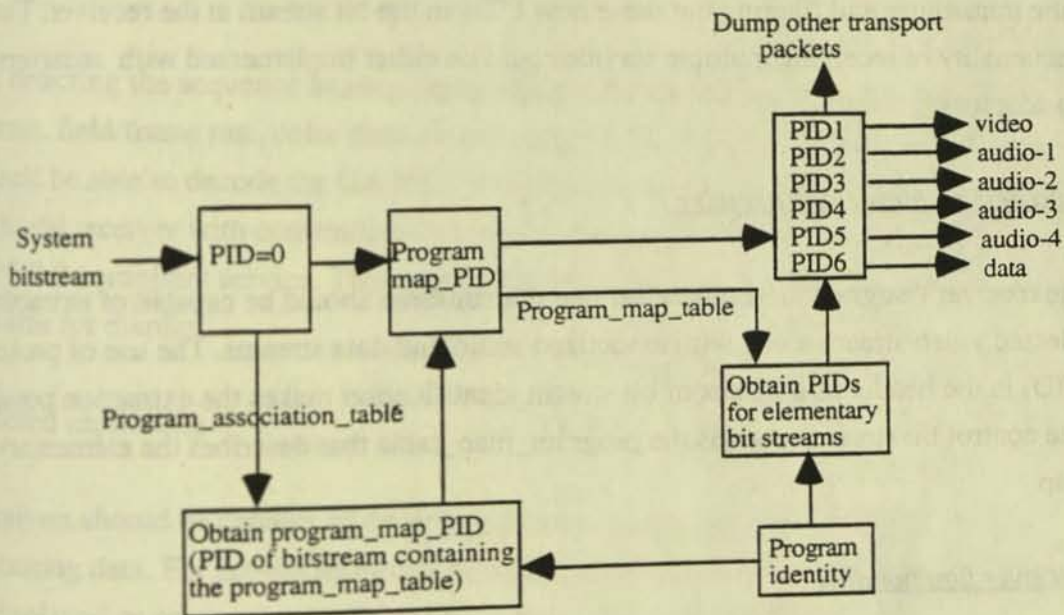 Dump other transport
packets
System
bitstream
PID=0
Program
map_PID
PID1
PID2
PID3
PID4
PID5
PID6
video
audio-1
audio-2
audio-3
audio-4
data
Program_map_table
Program_association_table
Obtain PIDs
for elementary
bit streams
Obtain program_map_PID
(PID of bitstream containing
the program_map_table)
Program
identity